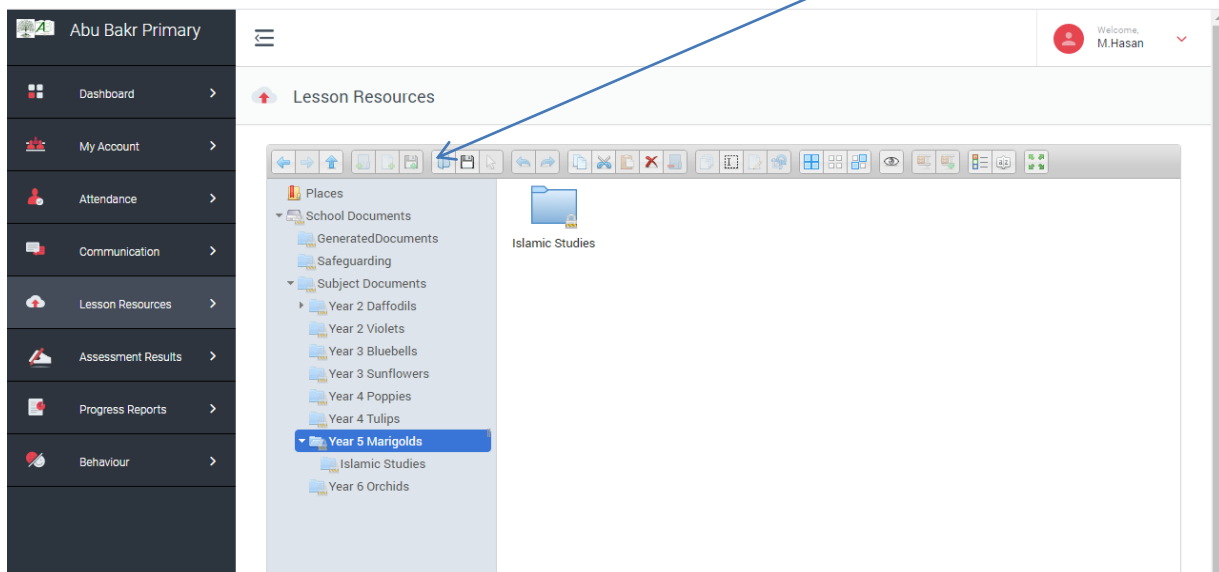 Abu Bakr Primary
Welcome,
M.Hasan
Dashboard
Lesson Resources
My Account
Attendance
Communication
Lesson Resources
Assessment Results
Progress Reports
Behaviour
Places
School Documents
GeneratedDocuments
Safeguarding
Subject Documents
Year 2 Daffodils
Year 2 Violets
Year 3 Bluebells
Year 3 Sunflowers
Year 4 Poppies
Year 4 Tulips
Year 5 Marigolds
Islamic Studies
Year 6 Orchids
Islamic Studies